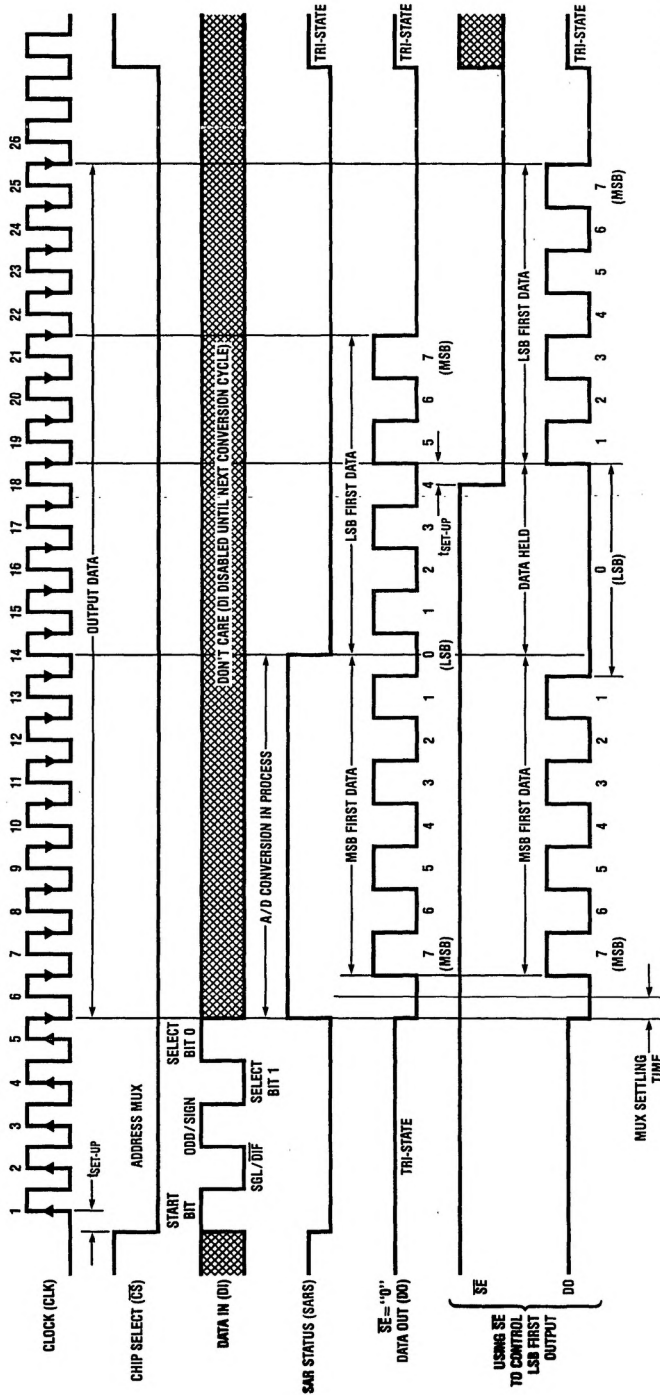 CLOCK (CLK)
1 2 3 4 5 6 7 8 9 10 11 12 13 14 15 16 17 18 19 20 21 22 23 24 25 26
tSET-UP
OUTPUT DATA
CHIP SELECT (CS)
ADDRESS MUX
DATA IN (DI)
START
BIT
SGL/DIF
ODD/SIGN
SELECT
BIT 1
SELECT
BIT 0
DON'T CARE (DI DISABLED UNTIL NEXT CONVERSION CYCLE)
SAR STATUS (SARS)
A/D CONVERSION IN PROCESS
TRI-STATE
SE = "0"
DATA OUT (DO)
TRI-STATE
MSB FIRST DATA
LSB FIRST DATA
TRI-STATE
7
(MSB)
6 5 4 3 2 1
0
(LSB)
1 2 3 4 5 6
7
(MSB)
tSET-UP
USING SE
TO CONTROL
LSB FIRST
OUTPUT
SE
DO
MSB FIRST DATA
DATA HELD
LSB FIRST DATA
TRI-STATE
7
(MSB)
6 5 4 3 2 1
0
(LSB)
1 2 3 4 5 6
7
(MSB)
MUX SETTLING
TIME